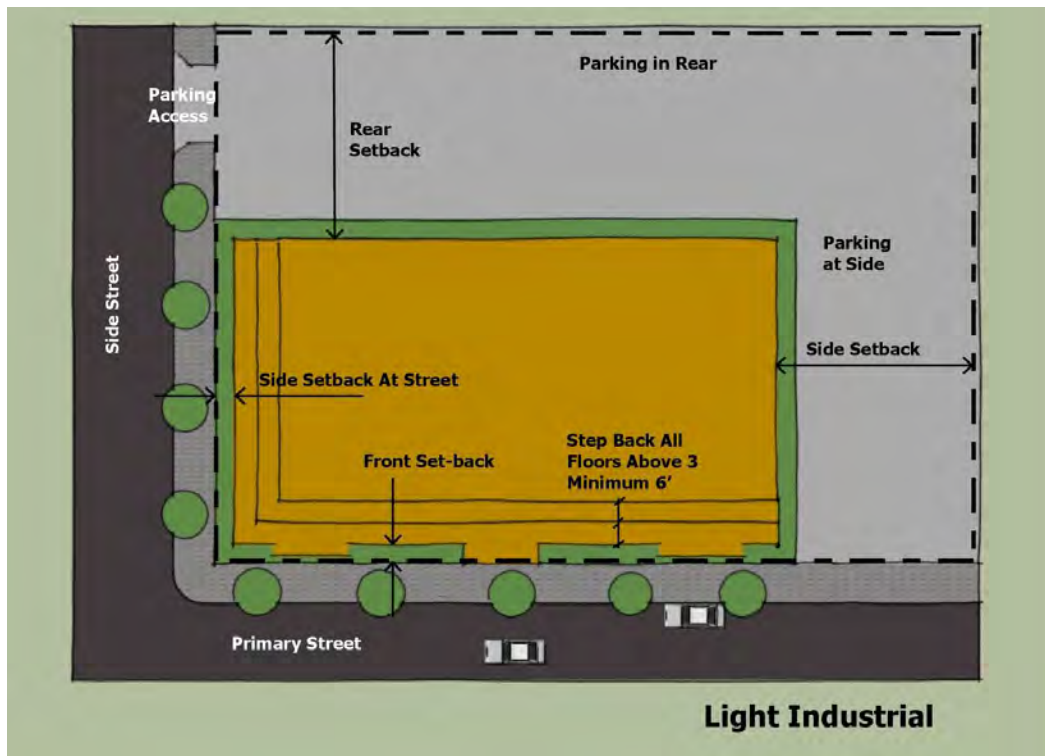 Parking in Rear
Parking
Access
Rear
Setback
Parking
at Side
Side Street
Side Setback
Side Setback At Street
Step Back All
Floors Above 3
Minimum 6'
Front Set-back
Primary Street
Light Industrial